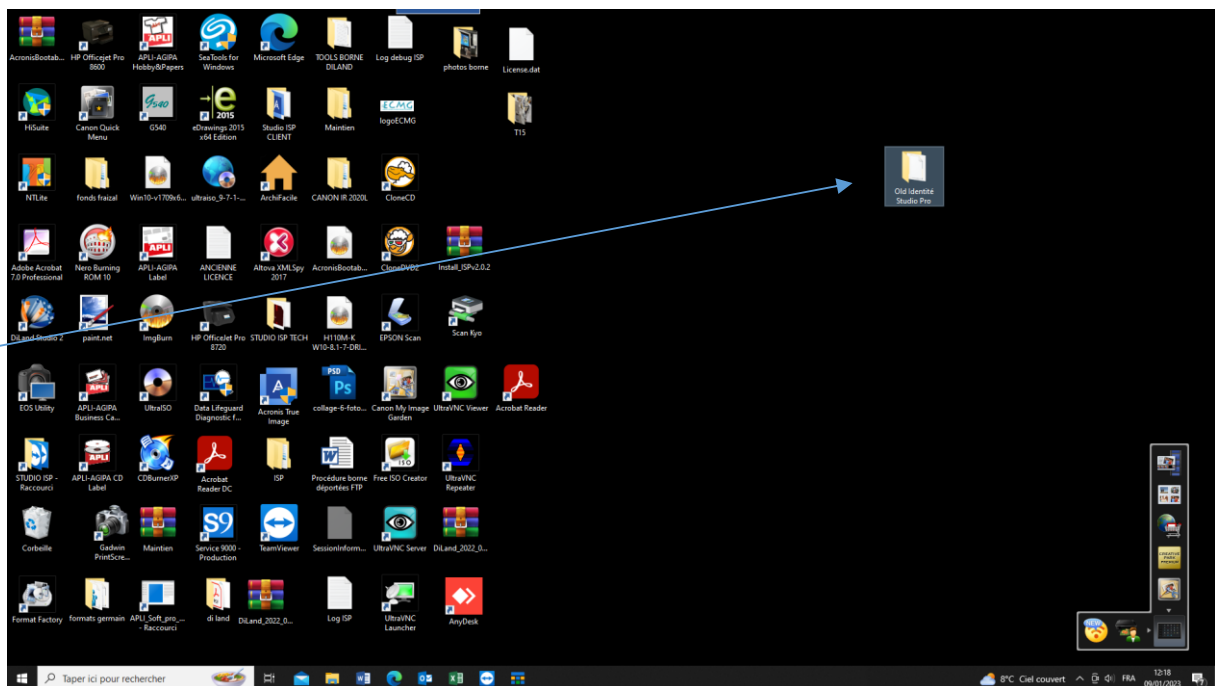 AcronisBootab...
HP Officejet Pro
8600
APLI-AGIPA
Hobby&Papers
SeaTools for
Windows
Microsoft Edge
TOOLS BORNE
DILAND
Log debug ISP
photos borne
License.dat
HiSuite
Canon Quick
Menu
G540
eDrawings 2015
x64 Edition
Studio ISP
CLIENT
Maintien
ECMG
logoECMG
T15
NTLite
fonds fraizal
Win10-v1709x6...
ultraiso_9-7-1-...
ArchiFacile
CANON IR 2020L
CloneCD
Old Identité
Studio Pro
Adobe Acrobat
7.0 Professional
Nero Burning
ROM 10
APLI-AGIPA
Label
ANCIENNE
LICENCE
Altova XMLSpy
2017
AcronisBootab...
CloneDVD2
Install_ISPv2.0.2
DiLand Studio 2
paint.net
ImgBurn
HP OfficeJet Pro
8720
STUDIO ISP TECH
H110M-K
W10-8.1-7-DRI...
EPSON Scan
Scan Kyo
EOS Utility
APLI-AGIPA
Business Ca...
UltraISO
Data Lifeguard
Diagnostic f...
Acronis True
Image
PSD
Ps
collage-6-foto...
Canon My Image
Garden
UltraVNC Viewer
Acrobat Reader
STUDIO ISP -
Raccourci
APLI-AGIPA CD
Label
CDBurnerXP
Acrobat
Reader DC
ISP
Procédure borne
déportées FTP
Free ISO Creator
UltraVNC
Repeater
Corbeille
Gadwin
PrintScre...
Maintien
S9
Service 9000 -
Production
TeamViewer
SessionInform...
UltraVNC Server
DiLand_2022_0...
Format Factory
formats germain
APLI_Soft_pro_...
- Raccourci
di land
DiLand_2022_0...
Log ISP
UltraVNC
Launcher
AnyDesk
CREATIVE
PARK
PREMIUM
NEW
Taper ici pour rechercher
8°C Ciel couvert
FRA
12:18
09/01/2023